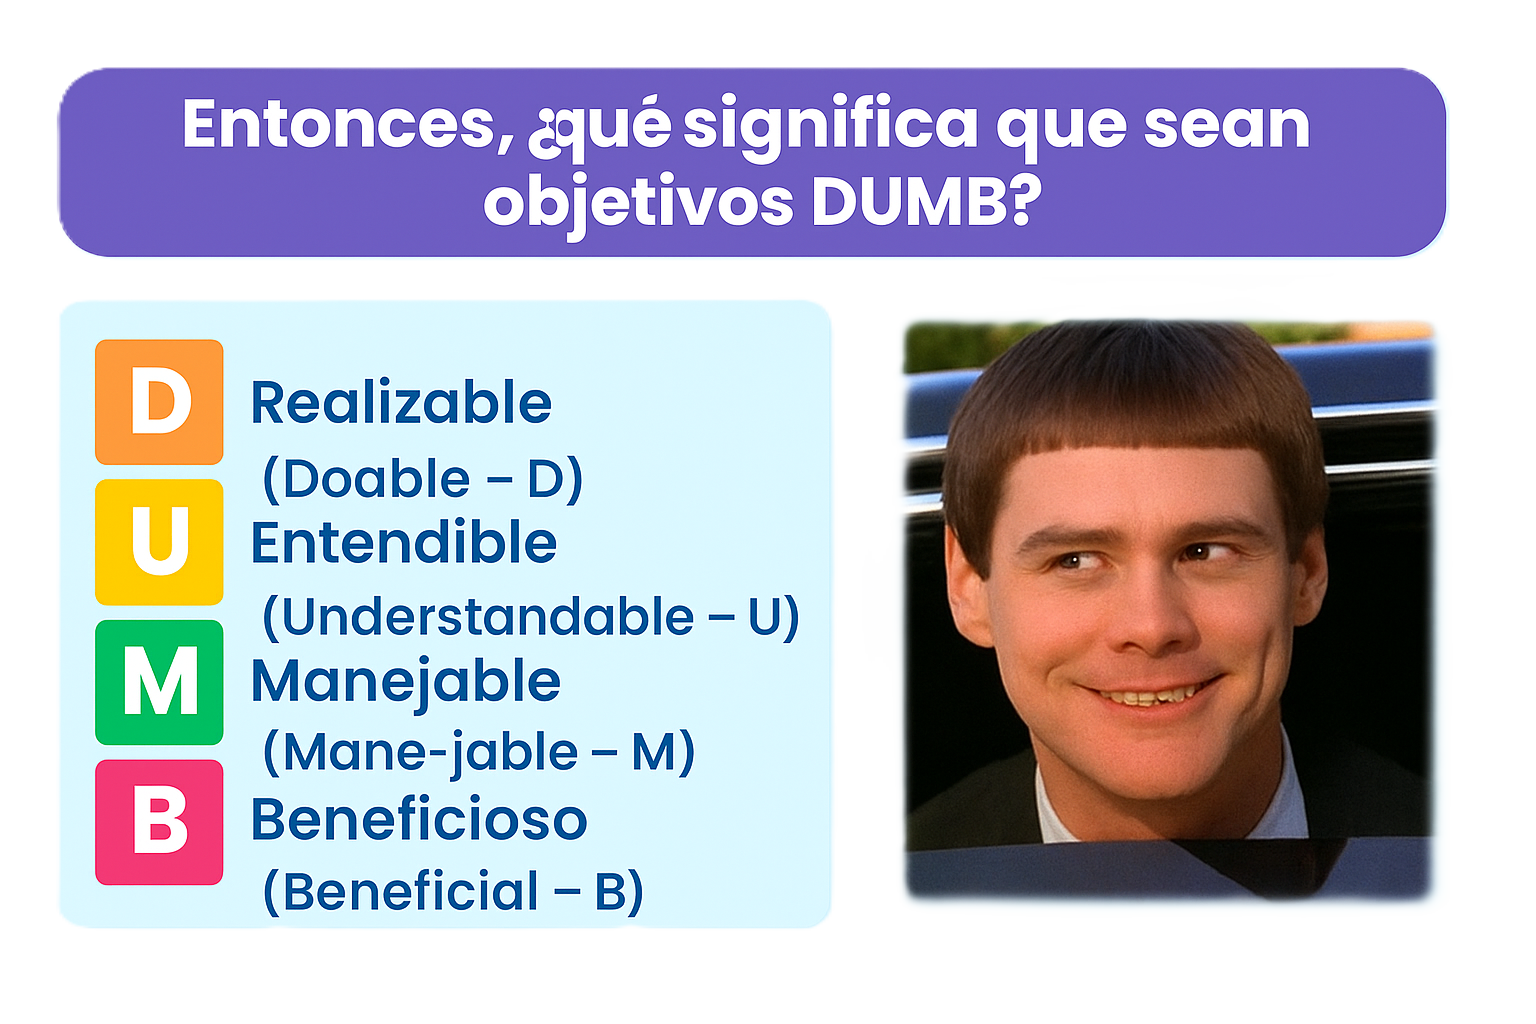 Entonces, ¿qué significa que sean
objetivos DUMB?
D
Realizable
(Doable – D)
U
Entendible
(Understandable – U)
M
Manejable
(Mane-jable – M)
B
Beneficioso
(Beneficial – B)